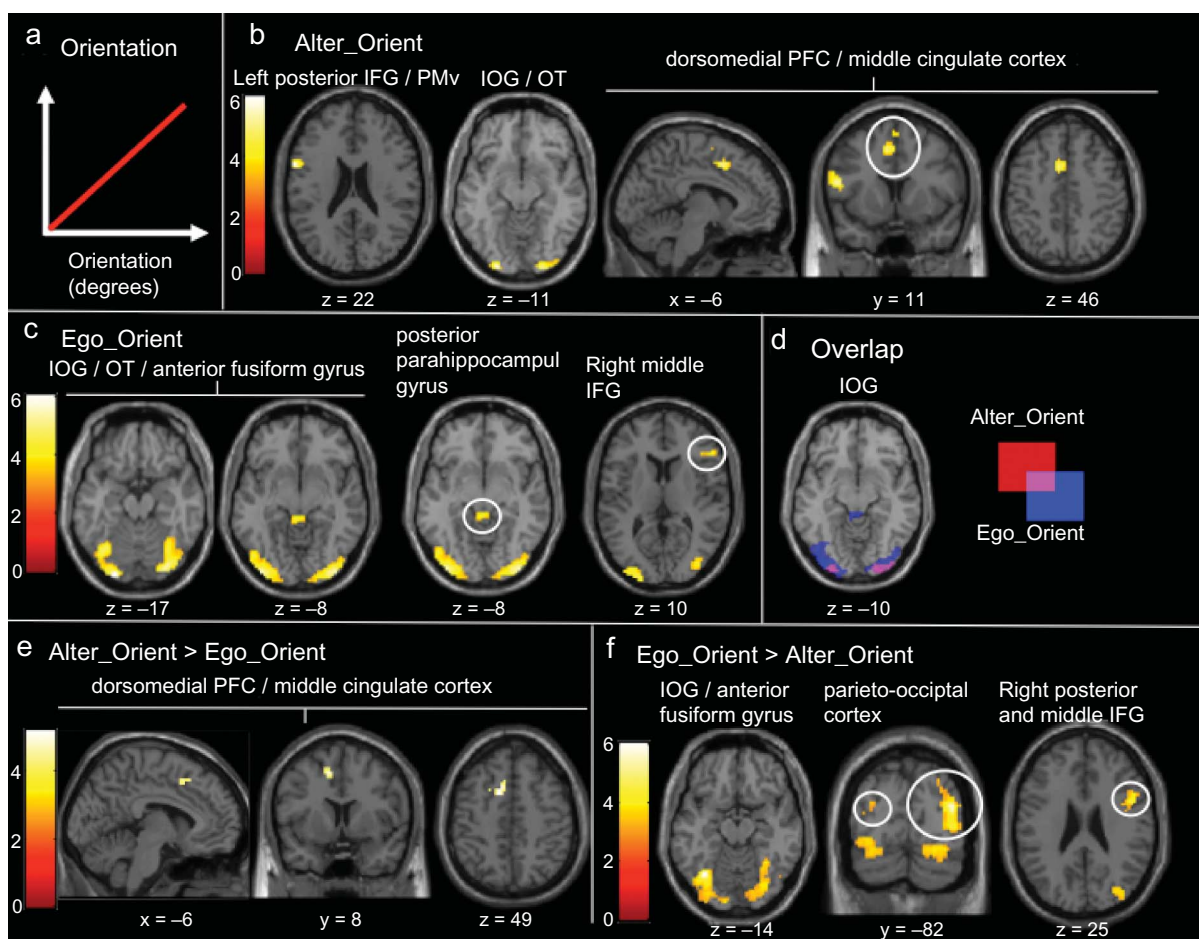 a
Orientation
Orientation
(degrees)
b
Alter_Orient
Left posterior IFG / PMv
IOG / OT
dorsomedial PFC / middle cingulate cortex
6
4
2
0
z = 22
z = –11
x = –6
y = 11
z = 46
c
Ego_Orient
IOG / OT / anterior fusiform gyrus
posterior
parahippocampul
gyrus
Right middle
IFG
6
4
2
0
z = –17
z = –8
z = –8
z = 10
d
Overlap
IOG
Alter_Orient
Ego_Orient
z = –10
e
Alter_Orient > Ego_Orient
dorsomedial PFC / middle cingulate cortex
4
2
0
x = –6
y = 8
z = 49
f
Ego_Orient > Alter_Orient
IOG / anterior
fusiform gyrus
parieto-occiptal
cortex
Right posterior
and middle IFG
6
4
2
0
z = –14
y = –82
z = 25